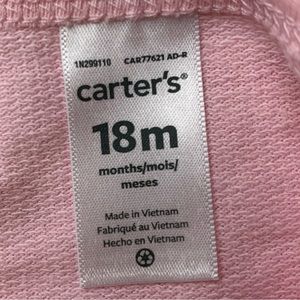 1N299110 CAR77621 AD-R
carter's®
18m
months/mois/
meses
Made in Vietnam
Fabriqué au Vietnam
Hecho en Vietnam